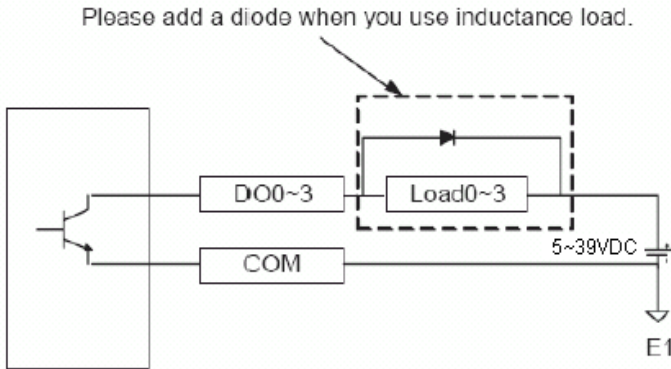 Please add a diode when you use inductance load.
DO0~3
Load0~3
5~39VDC
COM
E1